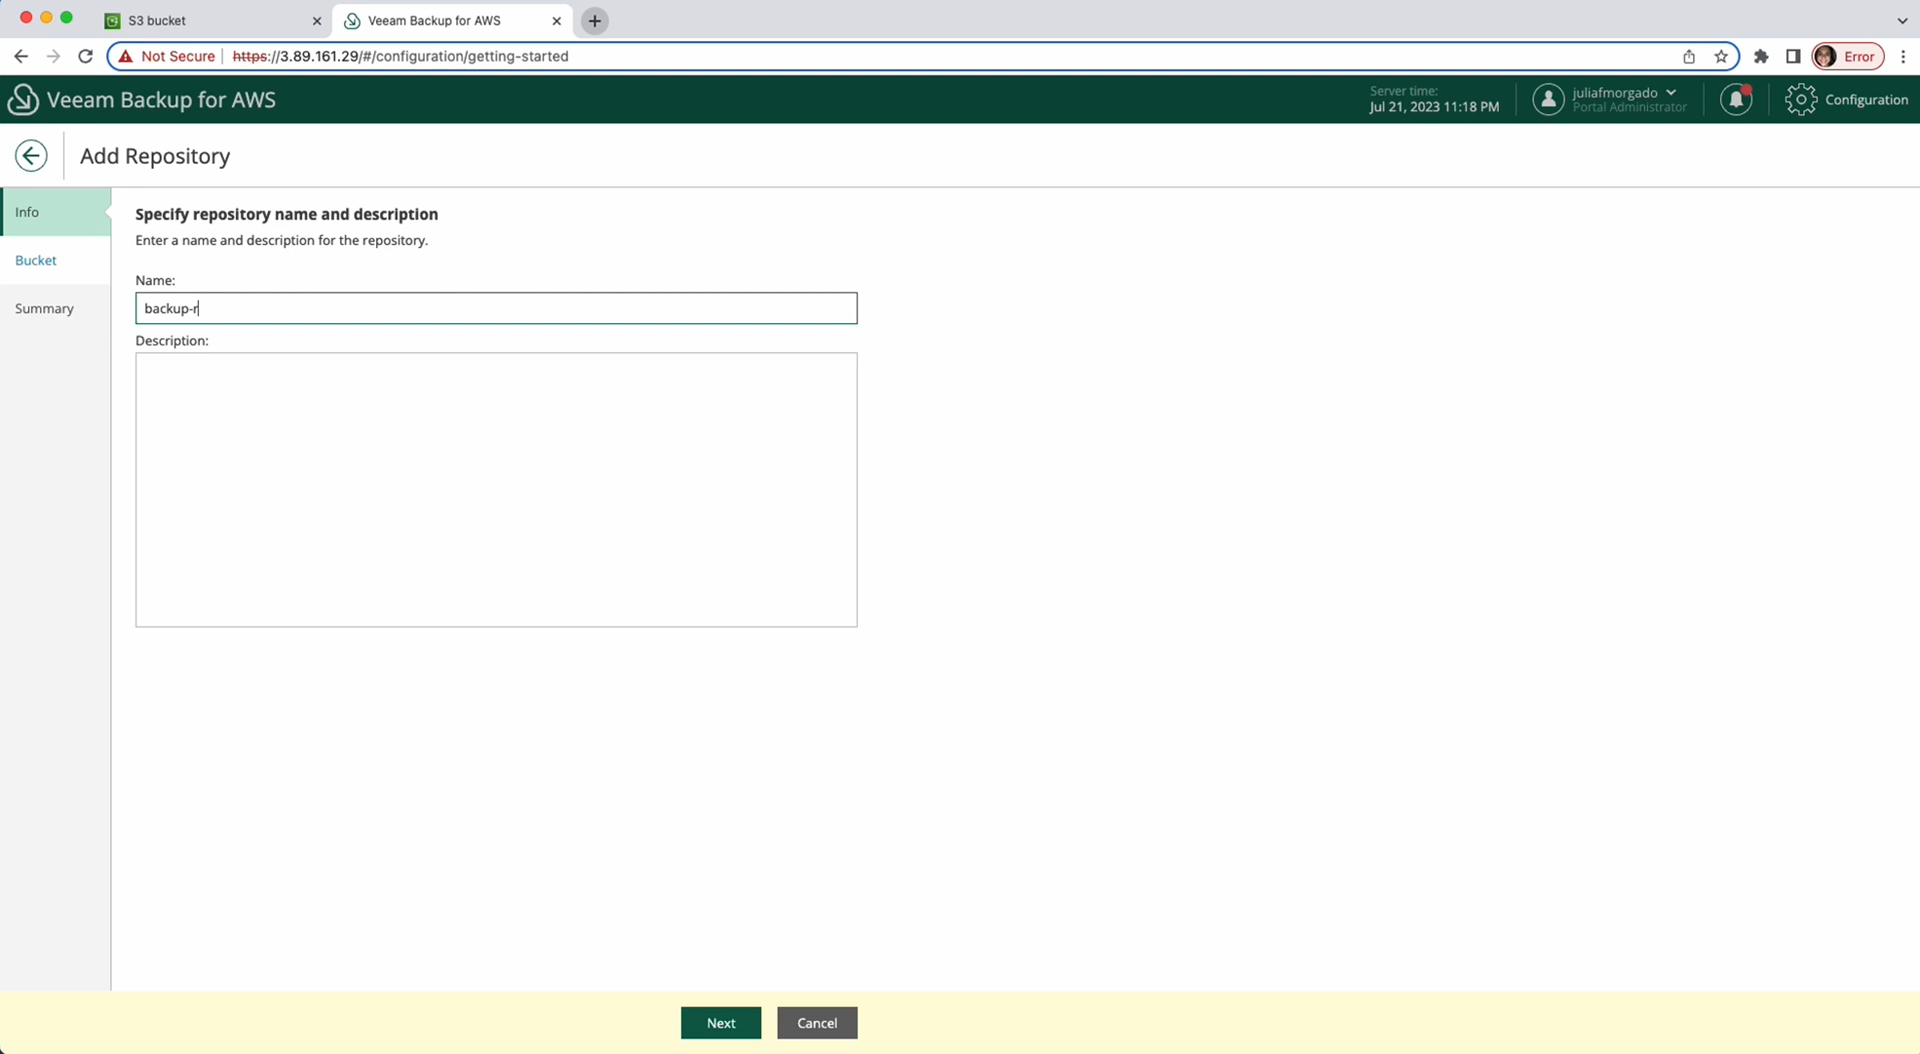 S3 bucket
Veeam Backup for AWS
Not Secure
https://3.89.161.29/#/configuration/getting-started
Error
Veeam Backup for AWS
Server time:
Jul 21, 2023 11:18 PM
juliafmorgado
Portal Administrator
Configuration
Add Repository
Info
Bucket
Summary
Specify repository name and description
Enter a name and description for the repository.
Name:
backup-r
Description:
Next
Cancel